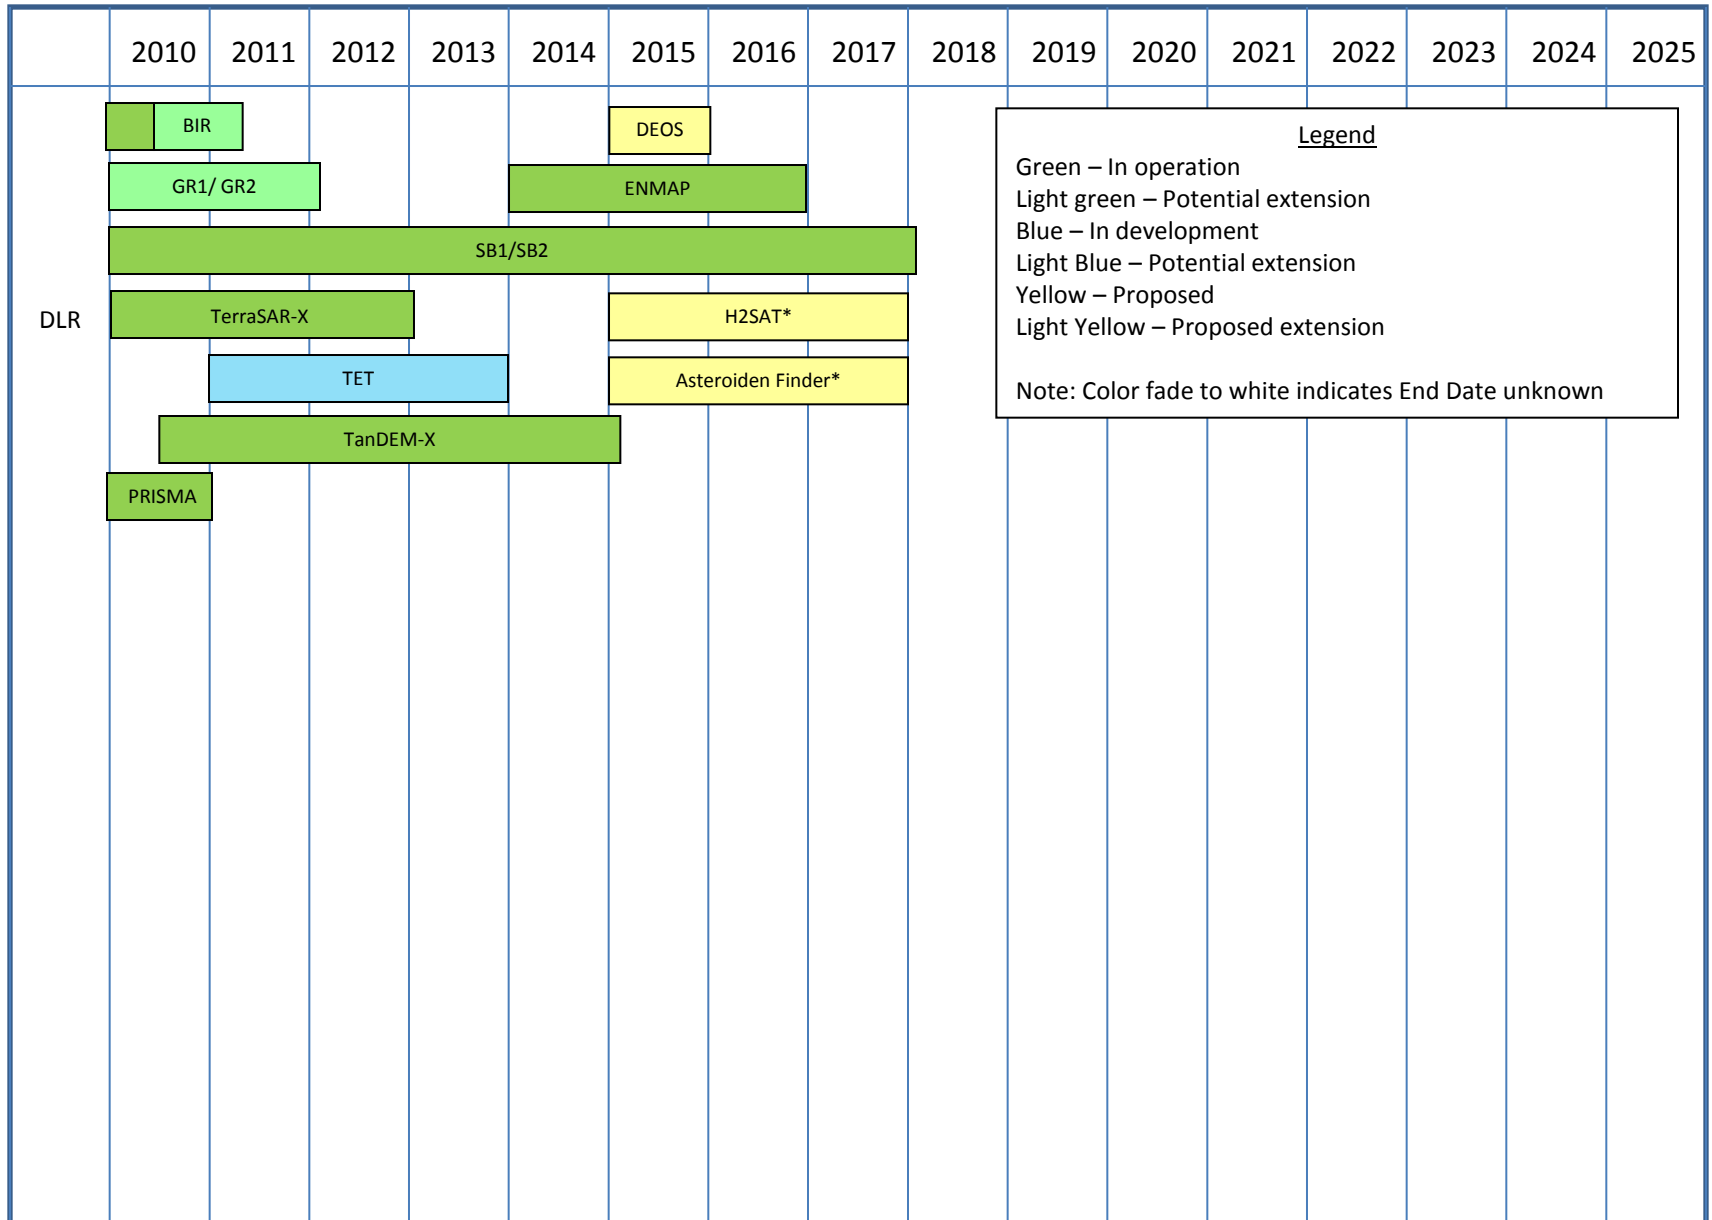 2010 2011 2012 2013 2014 2015 2016 2017 2018 2019 2020 2021 2022 2023 2024 2025
BIR
DEOS
GR1/ GR2
ENMAP
SB1/SB2
DLR
TerraSAR-X
H2SAT*
TET
Asteroiden Finder*
TanDEM-X
PRISMA
Legend
Green – In operation
Light green – Potential extension
Blue – In development
Light Blue – Potential extension
Yellow – Proposed
Light Yellow – Proposed extension
Note: Color fade to white indicates End Date unknown